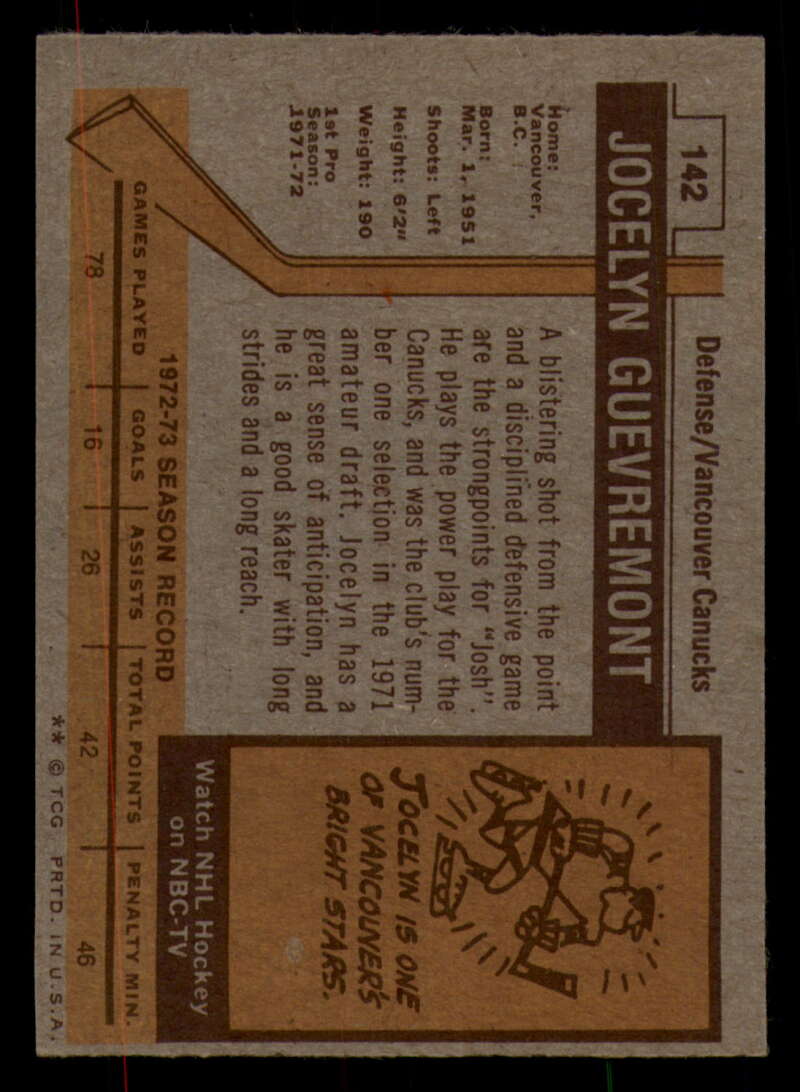 142
Defense/Vancouver Canucks
JOCELYN GUEVREMONT
Home:
Vancouver,
B.C.
Born:
Mar. 1, 1951
Shoots: Left
Height: 6'2"
Weight: 190
1st Pro
Season:
1971-72
A blistering shot from the point
and a disciplined defensive game
are the strongpoints for "Josh".
He plays the power play for the
Canucks, and was the club's num-
ber one selection in the 1971
amateur draft. Jocelyn has a
great sense of anticipation, and
he is a good skater with long
strides and a long reach.
JOCELYN IS ONE
OF VANCOUVER'S
BRIGHT STARS.
Watch NHL Hockey
on NBC-TV
1972-73 SEASON RECORD
GAMES PLAYED GOALS ASSISTS TOTAL POINTS PENALTY MIN.
78 16 26 42 46
** © TCG PRTD. IN U.S.A.